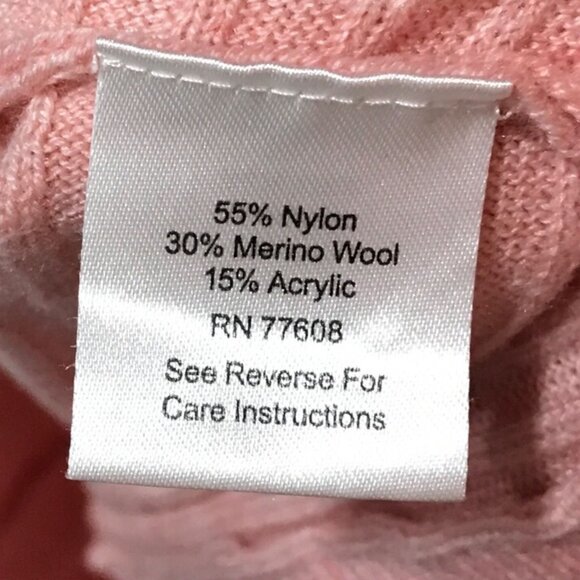 55% Nylon
30% Merino Wool
15% Acrylic
RN 77608
See Reverse For
Care Instructions